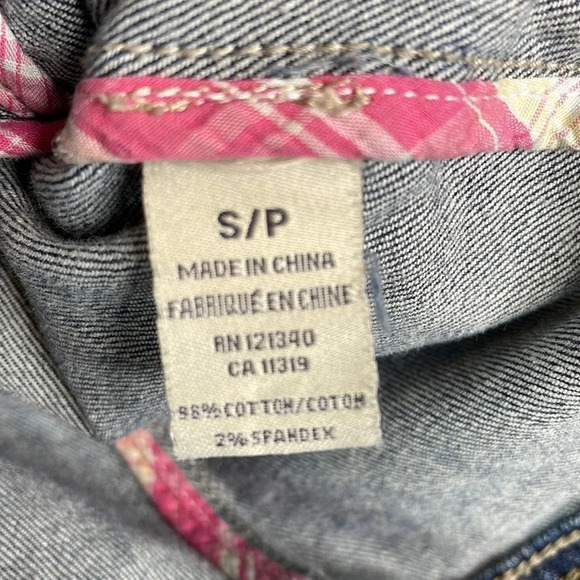 S/P
MADE IN CHINA
FABRIQUÉ EN CHINE
RN 121340
CA 11319
98% COTTON/COTON
2% SPANDEX